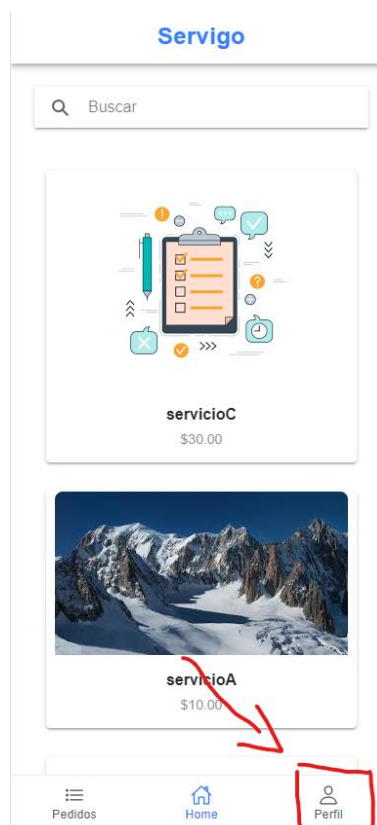 Servigo
Buscar
servicioC
$30.00
servicioA
$10.00
Pedidos
Home
Perfil